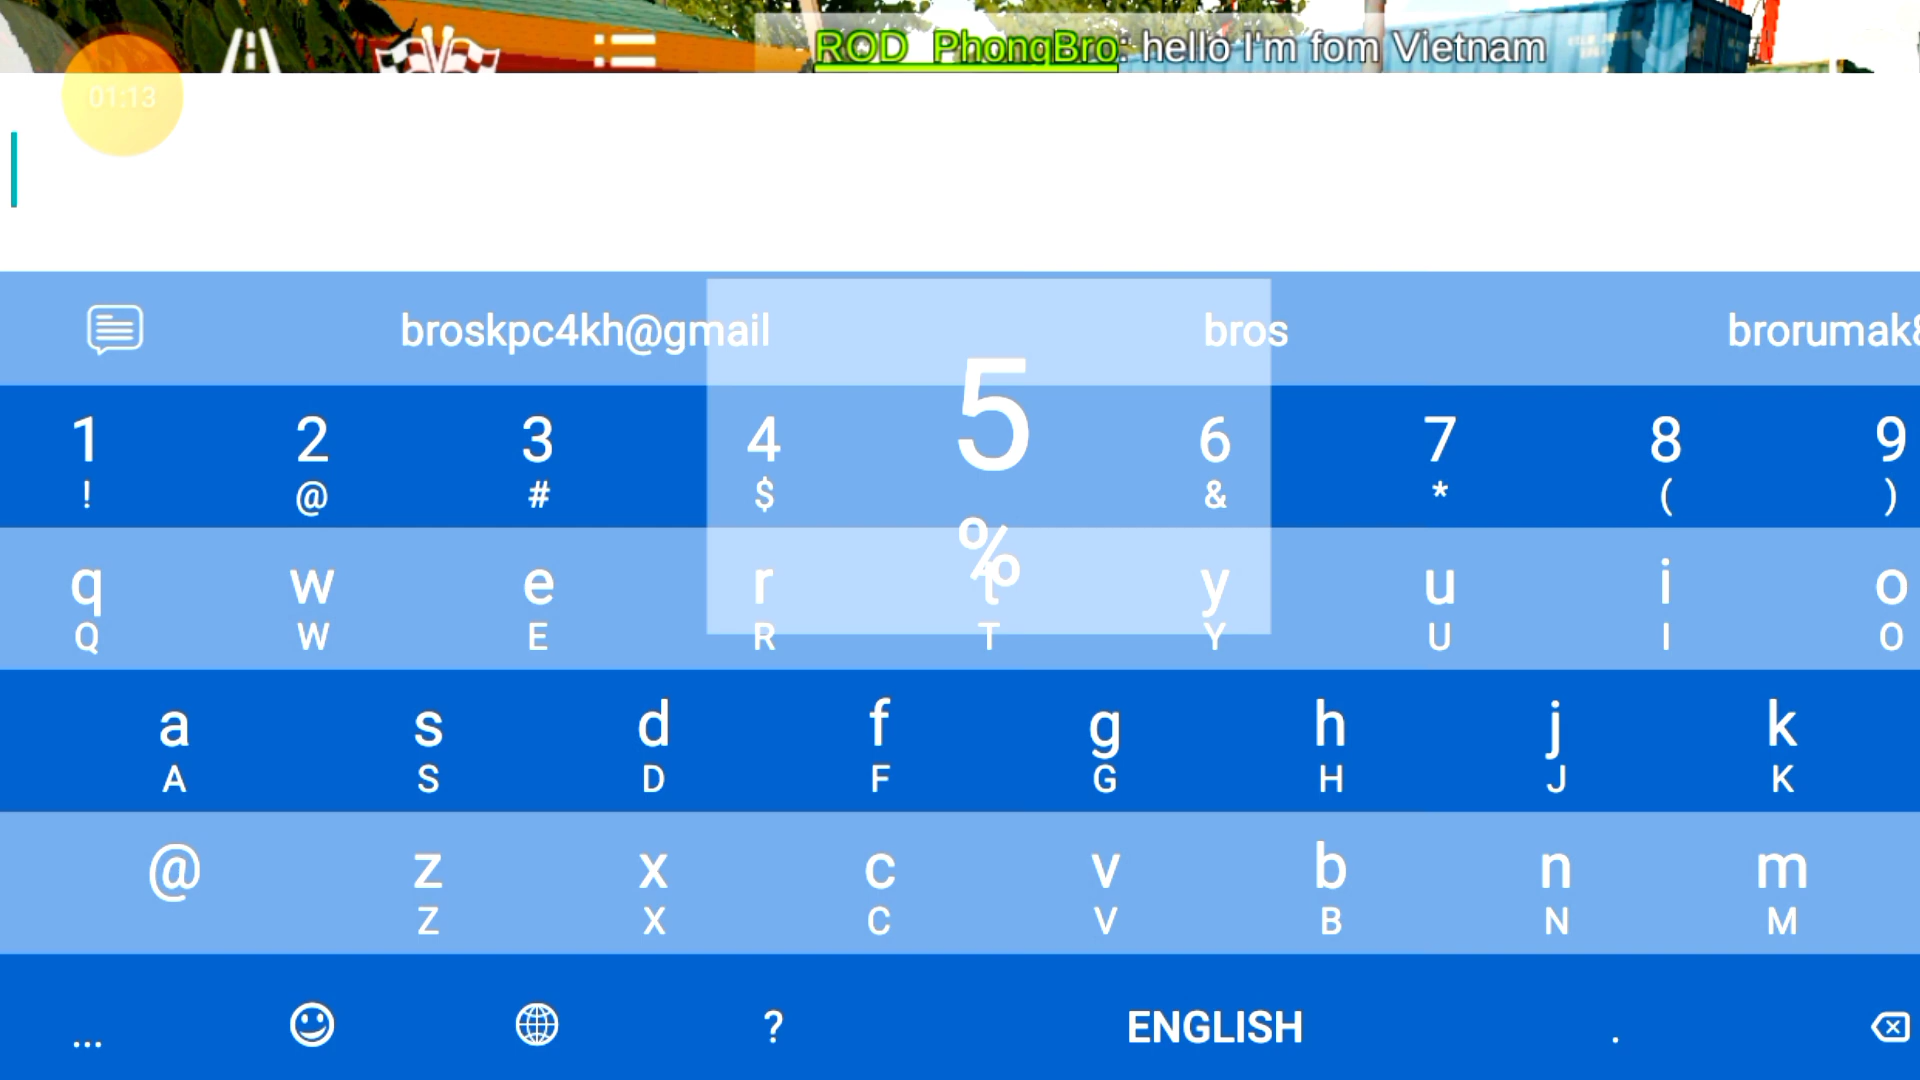 ROD_PhongBro: hello I'm fom Vietnam
01:13
broskpc4kh@gmail bros brorumak8
1 2 3 4 5 6 7 8 9
! @ # $ % & * ( )
q w e r t y u i o
Q W E R T Y U I O
a s d f g h j k
A S D F G H J K
@ z x c v b n m
Z X C V B N M
... ? ENGLISH .